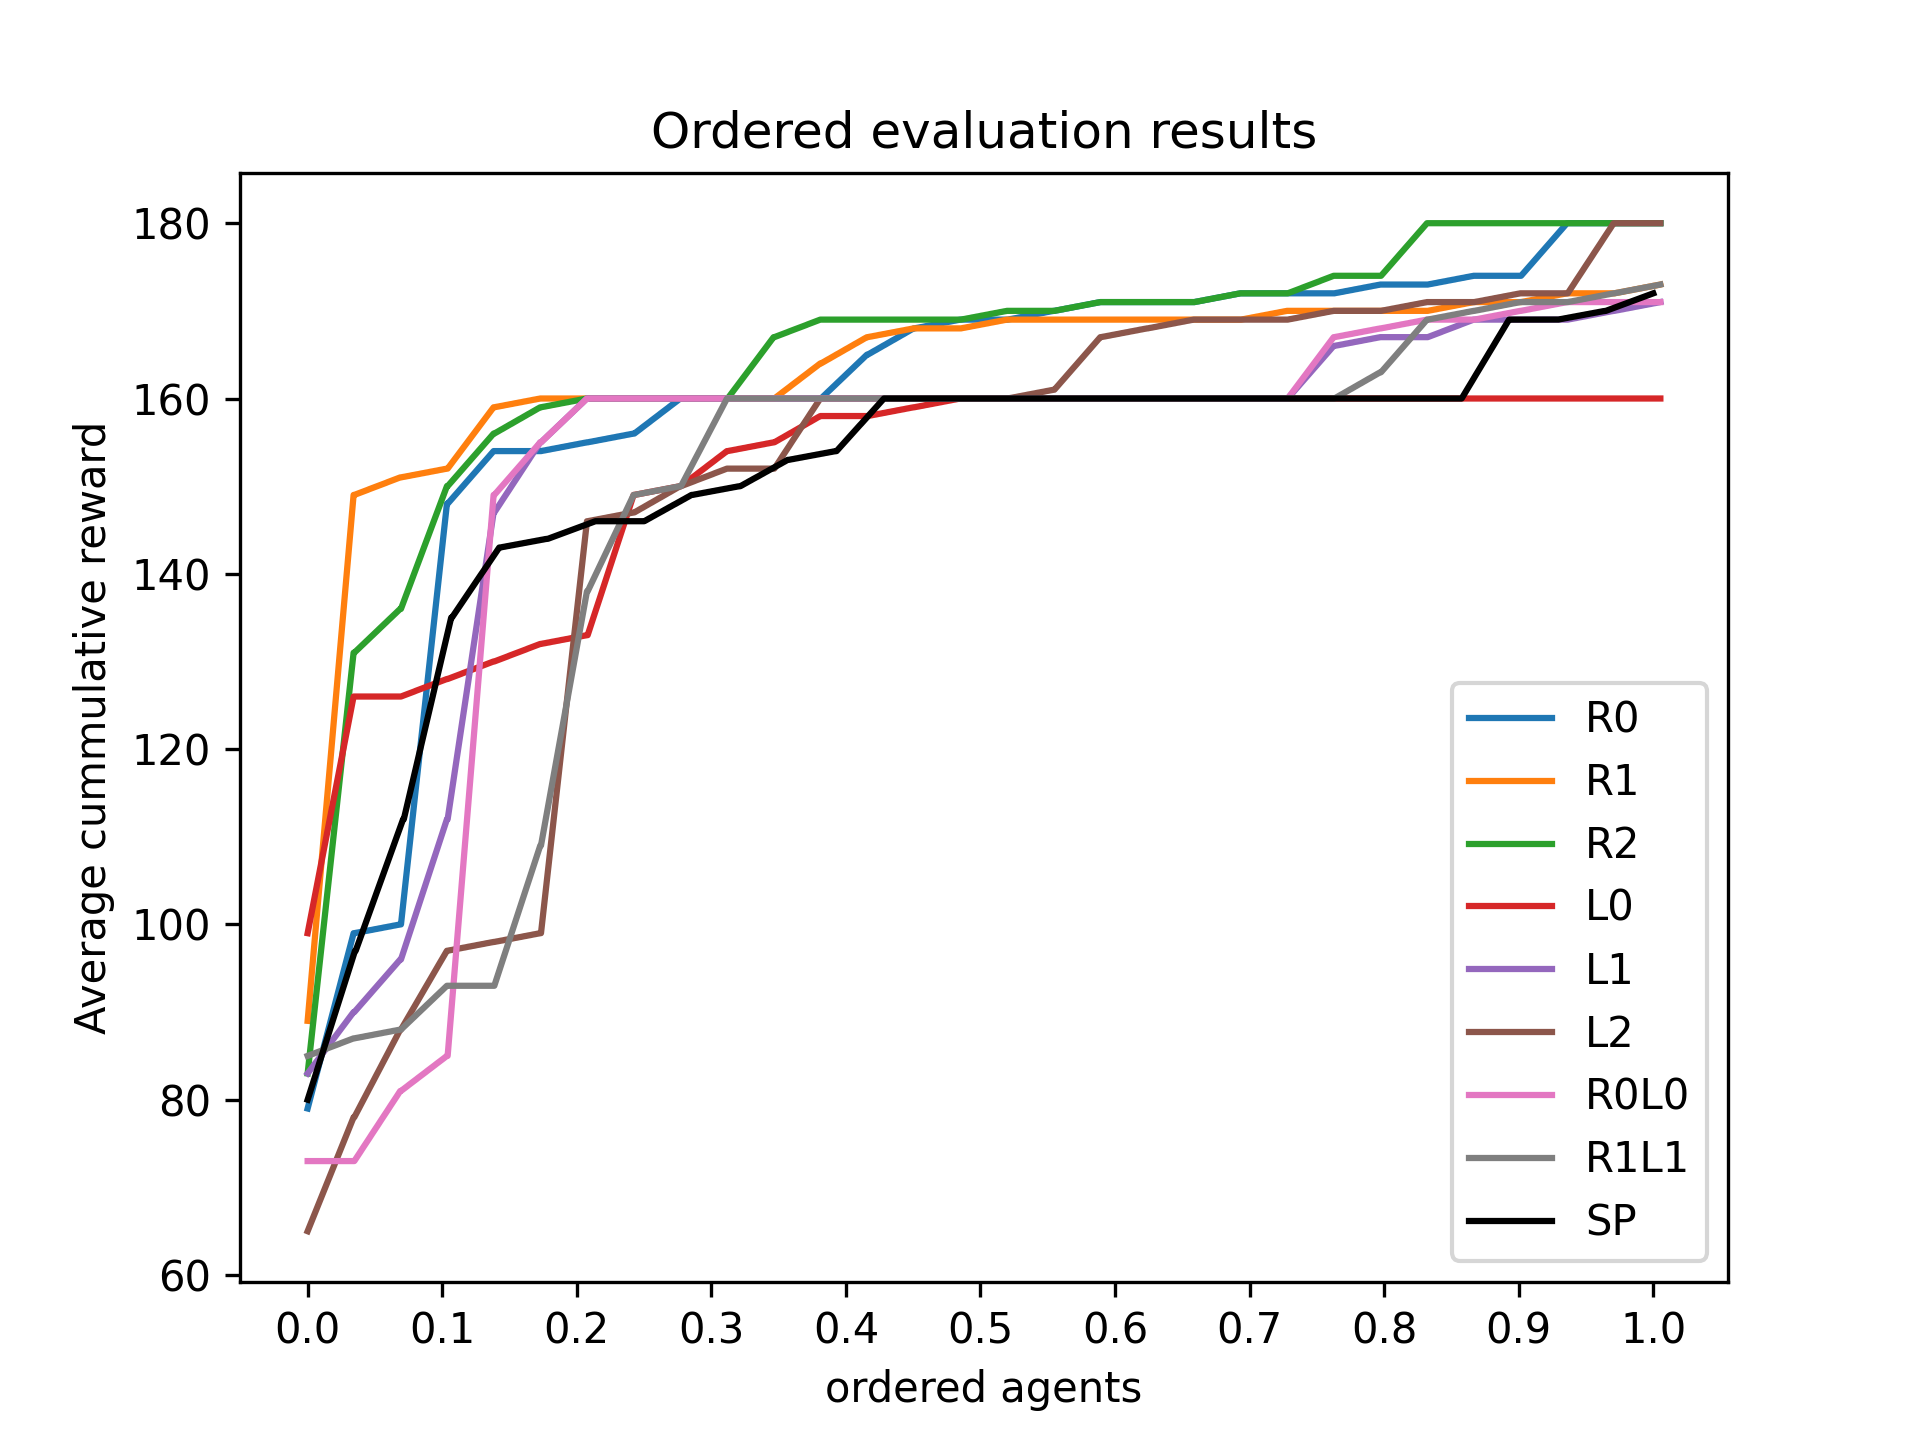 Ordered evaluation results
Average cummulative reward
180
160
140
120
100
80
60
0.0 0.1 0.2 0.3 0.4 0.5 0.6 0.7 0.8 0.9 1.0
ordered agents
R0
R1
R2
L0
L1
L2
R0L0
R1L1
SP